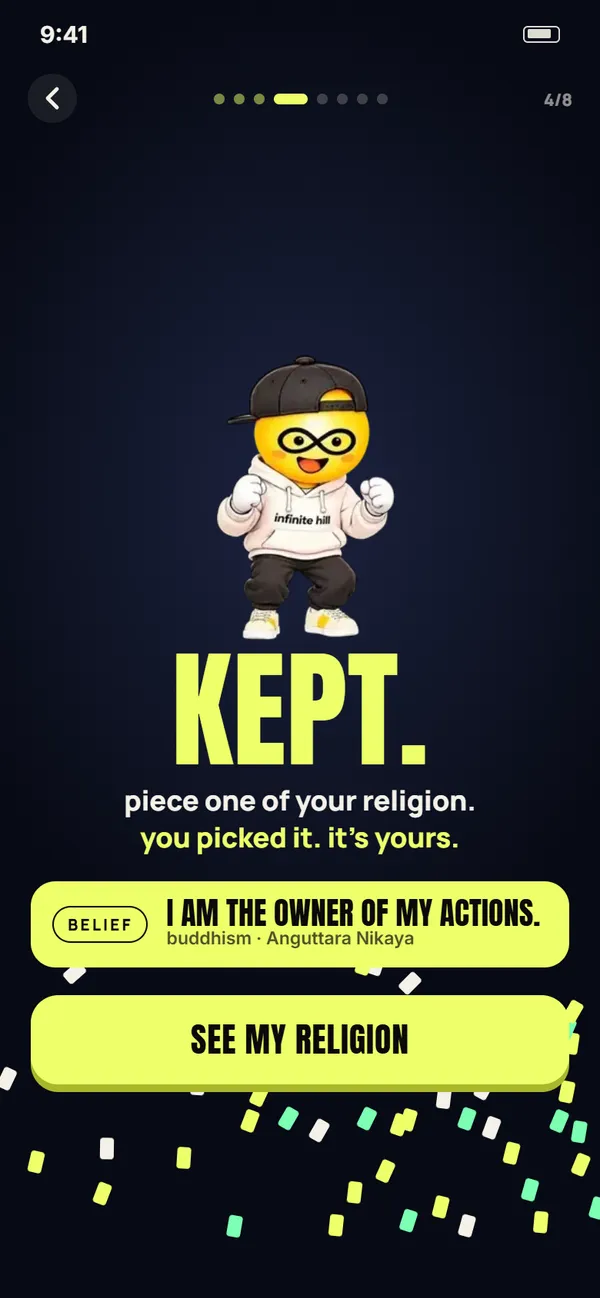 9:41
4/8
infinite hill
KEPT.
piece one of your religion.
you picked it. it's yours.
BELIEF
I AM THE OWNER OF MY ACTIONS.
buddhism · Anguttara Nikaya
SEE MY RELIGION